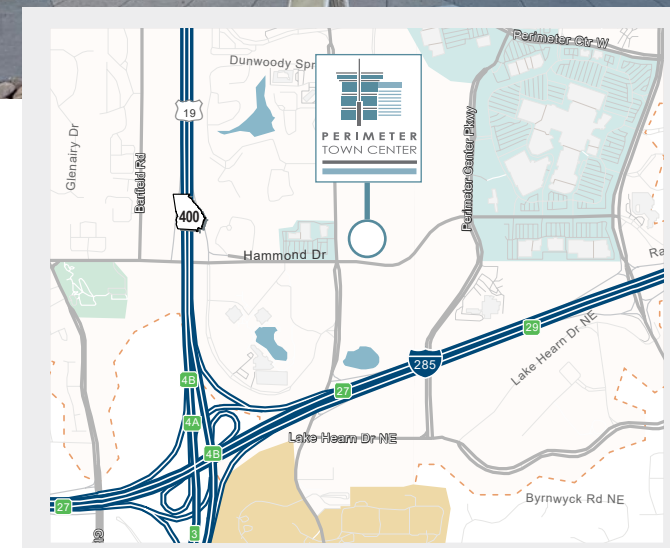 Perimeter Ctr W
Dunwoody Spr
19
PERIMETER
TOWN CENTER
Glenairy Dr
Barfield Rd
Perimeter Center Pkwy
400
Hammond Dr
Ra
29
Lake Hearn Dr NE
285
4B
27
4A
Lake Hearn Dr NE
4B
Byrnwyck Rd NE
27
3